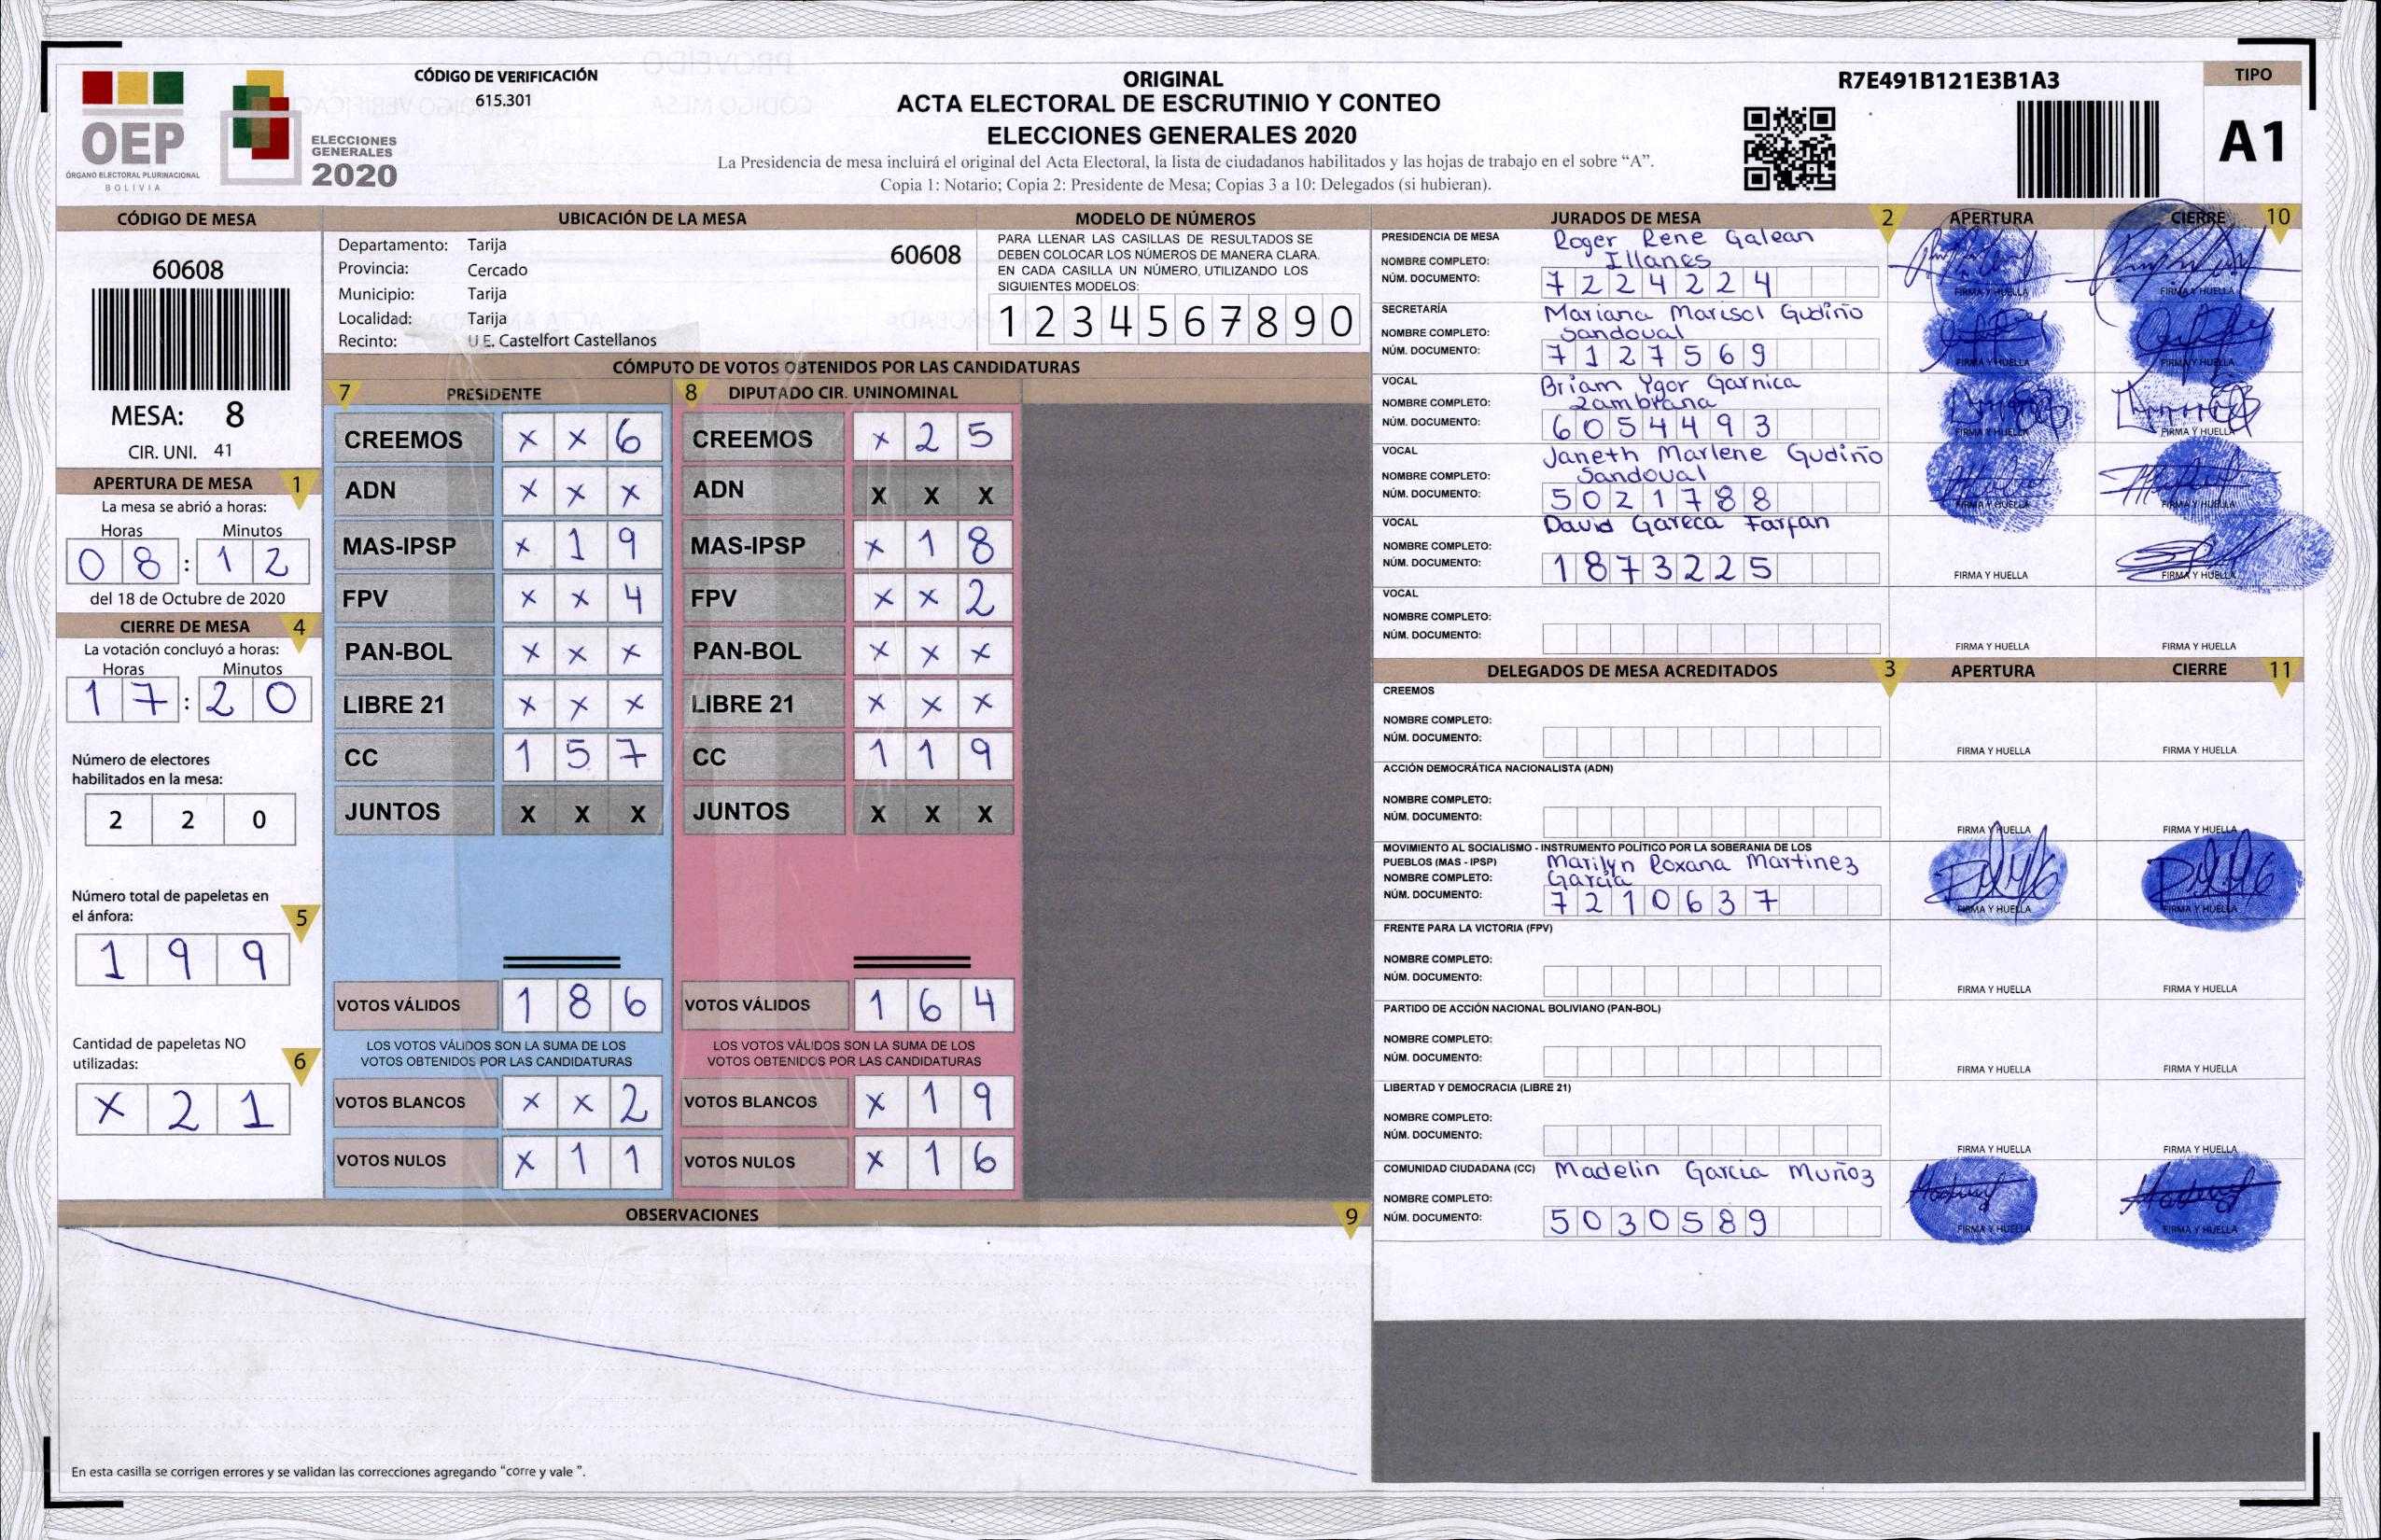 CÓDIGO DE VERIFICACIÓN
615.301
OEP
ÓRGANO ELECTORAL PLURINACIONAL
BOLIVIA
ELECCIONES
GENERALES
2020
ORIGINAL
ACTA ELECTORAL DE ESCRUTINIO Y CONTEO
ELECCIONES GENERALES 2020
La Presidencia de mesa incluirá el original del Acta Electoral, la lista de ciudadanos habilitados y las hojas de trabajo en el sobre “A”.
Copia 1: Notario; Copia 2: Presidente de Mesa; Copias 3 a 10: Delegados (si hubieran).
R7E491B121E3B1A3
TIPO
A1
CÓDIGO DE MESA
60608
MESA: 8
CIR. UNI. 41
APERTURA DE MESA 1
La mesa se abrió a horas:
Horas Minutos
0 8 : 1 2
del 18 de Octubre de 2020
CIERRE DE MESA 4
La votación concluyó a horas:
Horas Minutos
1 7 : 2 0
Número de electores
habilitados en la mesa:
2 2 0
Número total de papeletas en
el ánfora: 5
1 9 9
Cantidad de papeletas NO
utilizadas: 6
X 2 1
UBICACIÓN DE LA MESA
Departamento: Tarija
60608
Provincia: Cercado
Municipio: Tarija
Localidad: Tarija
Recinto: U E. Castelfort Castellanos
MODELO DE NÚMEROS
PARA LLENAR LAS CASILLAS DE RESULTADOS SE
DEBEN COLOCAR LOS NÚMEROS DE MANERA CLARA.
EN CADA CASILLA UN NÚMERO, UTILIZANDO LOS
SIGUIENTES MODELOS:
1 2 3 4 5 6 7 8 9 0
CÓMPUTO DE VOTOS OBTENIDOS POR LAS CANDIDATURAS
7 PRESIDENTE
CREEMOS X X 6
ADN X X X
MAS-IPSP X 1 9
FPV X X 4
PAN-BOL X X X
LIBRE 21 X X X
CC 1 5 7
JUNTOS X X X
VOTOS VÁLIDOS 1 8 6
LOS VOTOS VÁLIDOS SON LA SUMA DE LOS
VOTOS OBTENIDOS POR LAS CANDIDATURAS
VOTOS BLANCOS X X 2
VOTOS NULOS X 1 1
8 DIPUTADO CIR. UNINOMINAL
CREEMOS X 2 5
ADN X X X
MAS-IPSP X 1 8
FPV X X 2
PAN-BOL X X X
LIBRE 21 X X X
CC 1 1 9
JUNTOS X X X
VOTOS VÁLIDOS 1 6 4
LOS VOTOS VÁLIDOS SON LA SUMA DE LOS
VOTOS OBTENIDOS POR LAS CANDIDATURAS
VOTOS BLANCOS X 1 9
VOTOS NULOS X 1 6
OBSERVACIONES 9
En esta casilla se corrigen errores y se validan las correcciones agregando “corre y vale ”.
JURADOS DE MESA 2 APERTURA CIERRE 10
PRESIDENCIA DE MESA
NOMBRE COMPLETO: Roger Rene Galean
Illanes
NÚM. DOCUMENTO: 7 2 2 4 2 2 4
FIRMA Y HUELLA FIRMA Y HUELLA
SECRETARÍA
NOMBRE COMPLETO: Mariana Marisol Gudiño
Sandoval
NÚM. DOCUMENTO: 7 1 2 7 5 6 9
FIRMA Y HUELLA FIRMA Y HUELLA
VOCAL
NOMBRE COMPLETO: Briam Ygor Garnica
Zambrana
NÚM. DOCUMENTO: 6 0 5 4 4 9 3
FIRMA Y HUELLA FIRMA Y HUELLA
VOCAL
NOMBRE COMPLETO: Janeth Marlene Gudiño
Sandoval
NÚM. DOCUMENTO: 5 0 2 1 7 8 8
FIRMA Y HUELLA FIRMA Y HUELLA
VOCAL
NOMBRE COMPLETO: David Gareca Farfan
NÚM. DOCUMENTO: 1 8 7 3 2 2 5
FIRMA Y HUELLA FIRMA Y HUELLA
VOCAL
NOMBRE COMPLETO:
NÚM. DOCUMENTO:
FIRMA Y HUELLA FIRMA Y HUELLA
DELEGADOS DE MESA ACREDITADOS 3 APERTURA CIERRE 11
CREEMOS
NOMBRE COMPLETO:
NÚM. DOCUMENTO:
FIRMA Y HUELLA FIRMA Y HUELLA
ACCIÓN DEMOCRÁTICA NACIONALISTA (ADN)
NOMBRE COMPLETO:
NÚM. DOCUMENTO:
FIRMA Y HUELLA FIRMA Y HUELLA
MOVIMIENTO AL SOCIALISMO - INSTRUMENTO POLÍTICO POR LA SOBERANIA DE LOS
PUEBLOS (MAS - IPSP)
NOMBRE COMPLETO: Marilyn Roxana Martinez
Garcia
NÚM. DOCUMENTO: 7 2 1 0 6 3 7
FIRMA Y HUELLA FIRMA Y HUELLA
FRENTE PARA LA VICTORIA (FPV)
NOMBRE COMPLETO:
NÚM. DOCUMENTO:
FIRMA Y HUELLA FIRMA Y HUELLA
PARTIDO DE ACCIÓN NACIONAL BOLIVIANO (PAN-BOL)
NOMBRE COMPLETO:
NÚM. DOCUMENTO:
FIRMA Y HUELLA FIRMA Y HUELLA
LIBERTAD Y DEMOCRACIA (LIBRE 21)
NOMBRE COMPLETO:
NÚM. DOCUMENTO:
FIRMA Y HUELLA FIRMA Y HUELLA
COMUNIDAD CIUDADANA (CC) Madelin Garcia Muñoz
NOMBRE COMPLETO:
NÚM. DOCUMENTO: 5 0 3 0 5 8 9
FIRMA Y HUELLA FIRMA Y HUELLA